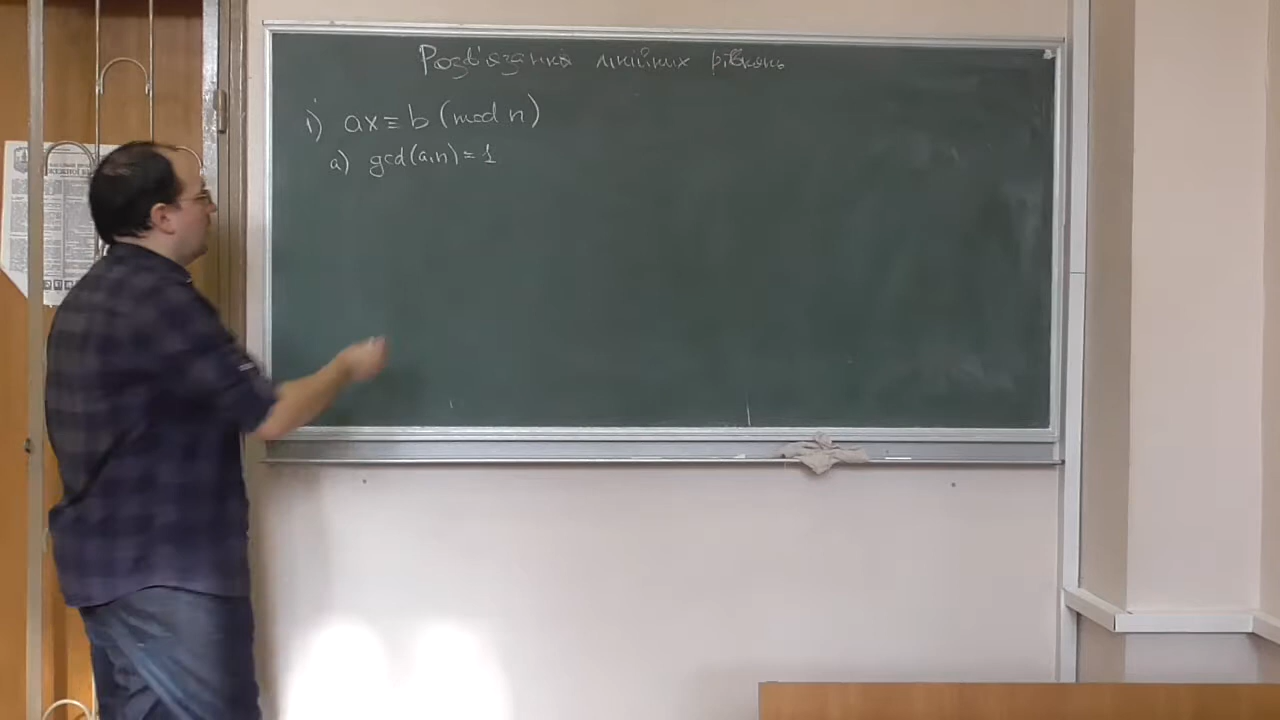 Розв'язання лінійних рівнянь
1) ax ≡ b (mod n)
a) gcd(a,n) = 1